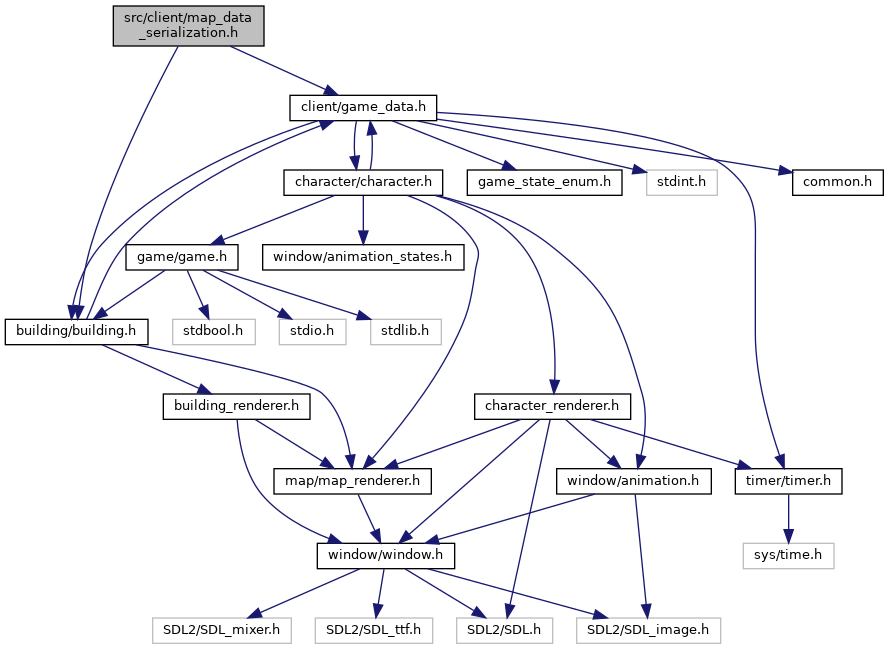 src/client/map_data
_serialization.h
client/game_data.h
character/character.h
game_state_enum.h
stdint.h
common.h
game/game.h
window/animation_states.h
building/building.h
stdbool.h
stdio.h
stdlib.h
building_renderer.h
character_renderer.h
map/map_renderer.h
window/animation.h
timer/timer.h
window/window.h
sys/time.h
SDL2/SDL_mixer.h
SDL2/SDL_ttf.h
SDL2/SDL.h
SDL2/SDL_image.h